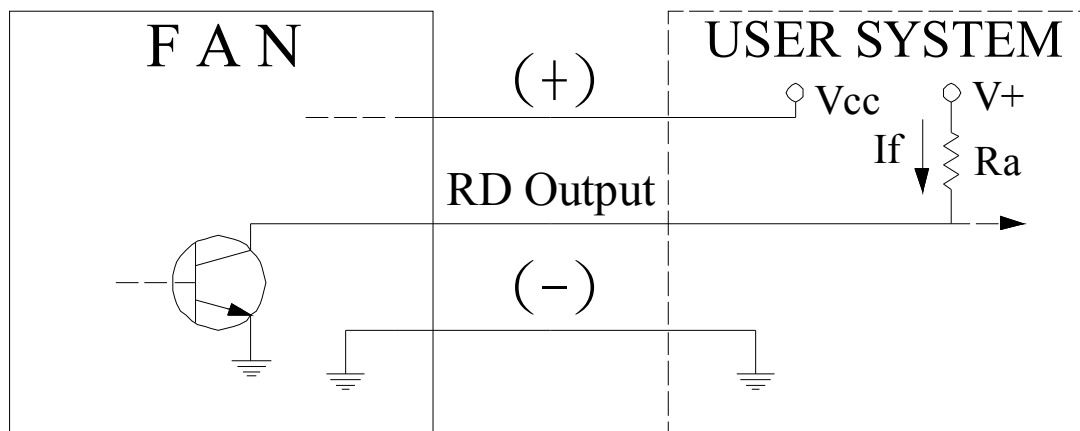 F A N
USER SYSTEM
(+)
Vcc
V+
If
Ra
RD Output
(−)